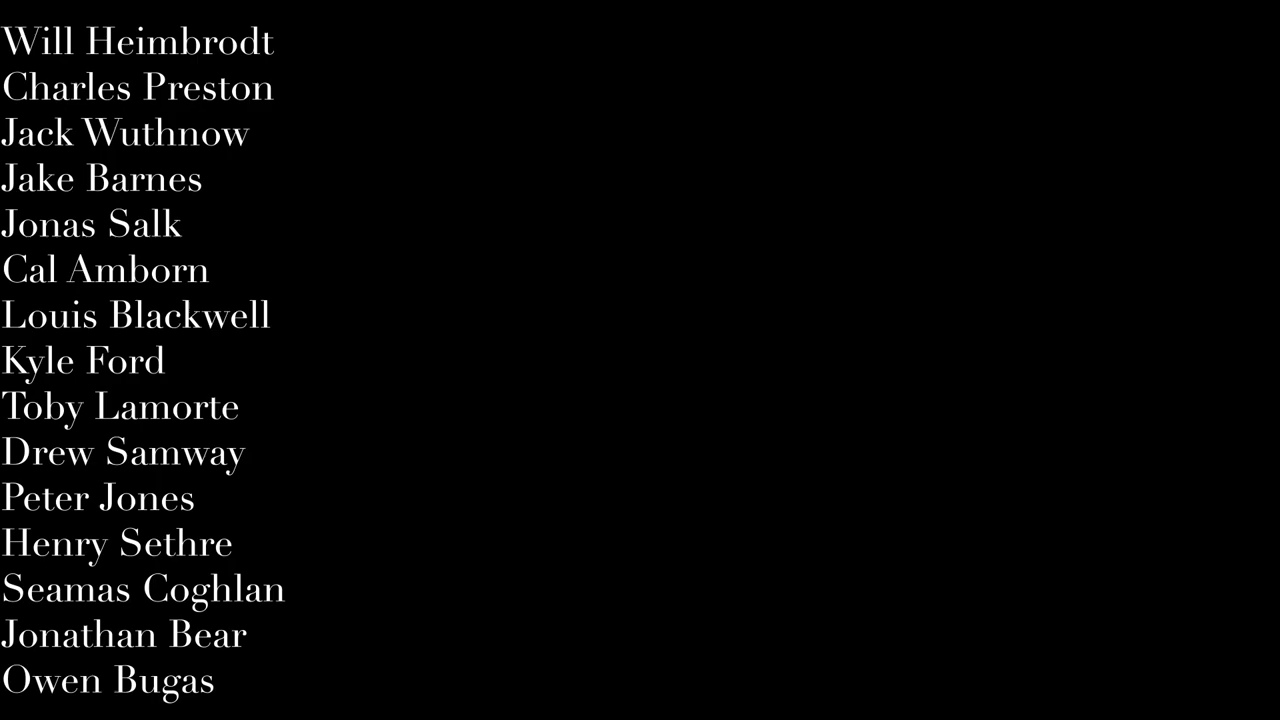 Will Heimbrodt
Charles Preston
Jack Wuthnow
Jake Barnes
Jonas Salk
Cal Amborn
Louis Blackwell
Kyle Ford
Toby Lamorte
Drew Samway
Peter Jones
Henry Sethre
Seamas Coghlan
Jonathan Bear
Owen Bugas